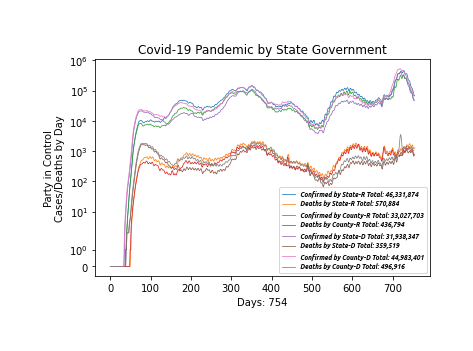 Covid-19 Pandemic by State Government
Party in Control
Cases/Deaths by Day
10^6
10^5
10^4
10^3
10^2
10^1
10^0
0
Confirmed by State-R Total: 46,331,874
Deaths by State-R Total: 570,884
Confirmed by County-R Total: 33,027,703
Deaths by County-R Total: 436,794
Confirmed by State-D Total: 31,938,347
Deaths by State-D Total: 359,519
Confirmed by County-D Total: 44,983,401
Deaths by County-D Total: 496,916
0 100 200 300 400 500 600 700
Days: 754